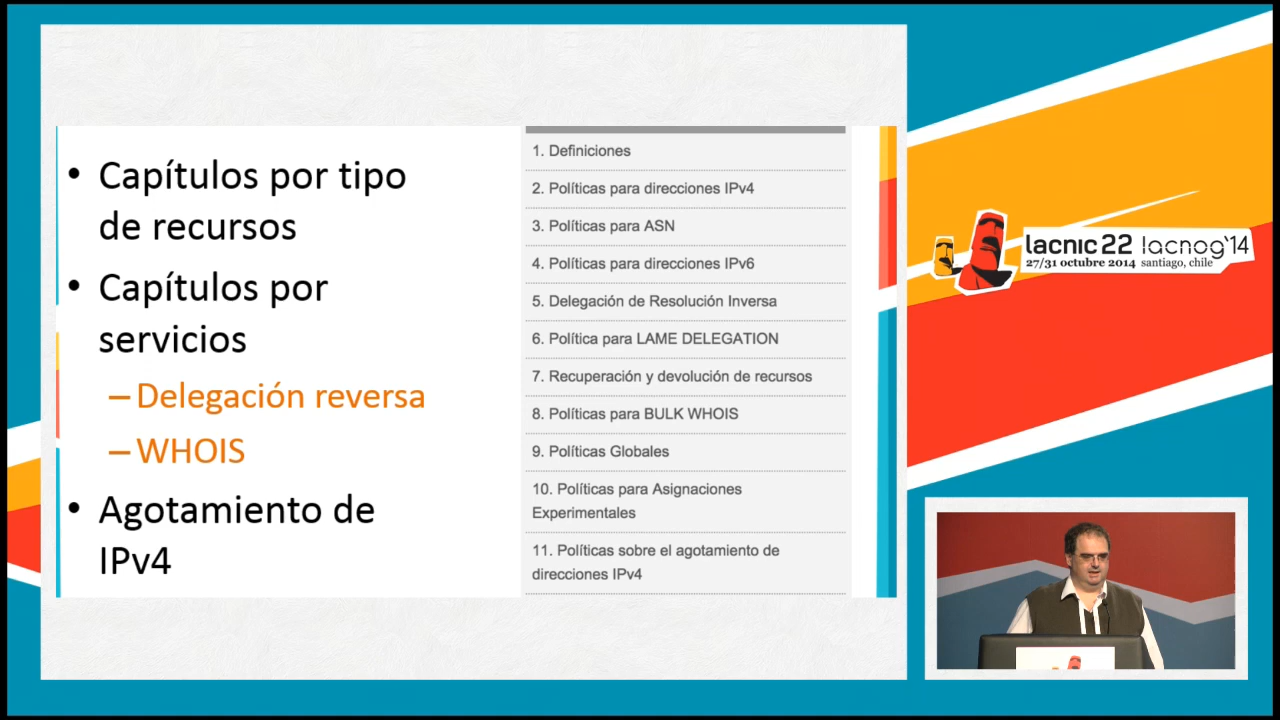 • Capítulos por tipo
de recursos
• Capítulos por
servicios
– Delegación reversa
– WHOIS
• Agotamiento de
IPv4
1. Definiciones
2. Políticas para direcciones IPv4
3. Políticas para ASN
4. Políticas para direcciones IPv6
5. Delegación de Resolución Inversa
6. Política para LAME DELEGATION
7. Recuperación y devolución de recursos
8. Políticas para BULK WHOIS
9. Políticas Globales
10. Políticas para Asignaciones
Experimentales
11. Políticas sobre el agotamiento de
direcciones IPv4
lacnic 22 lacnog'14
27/31 octubre 2014 santiago, chile